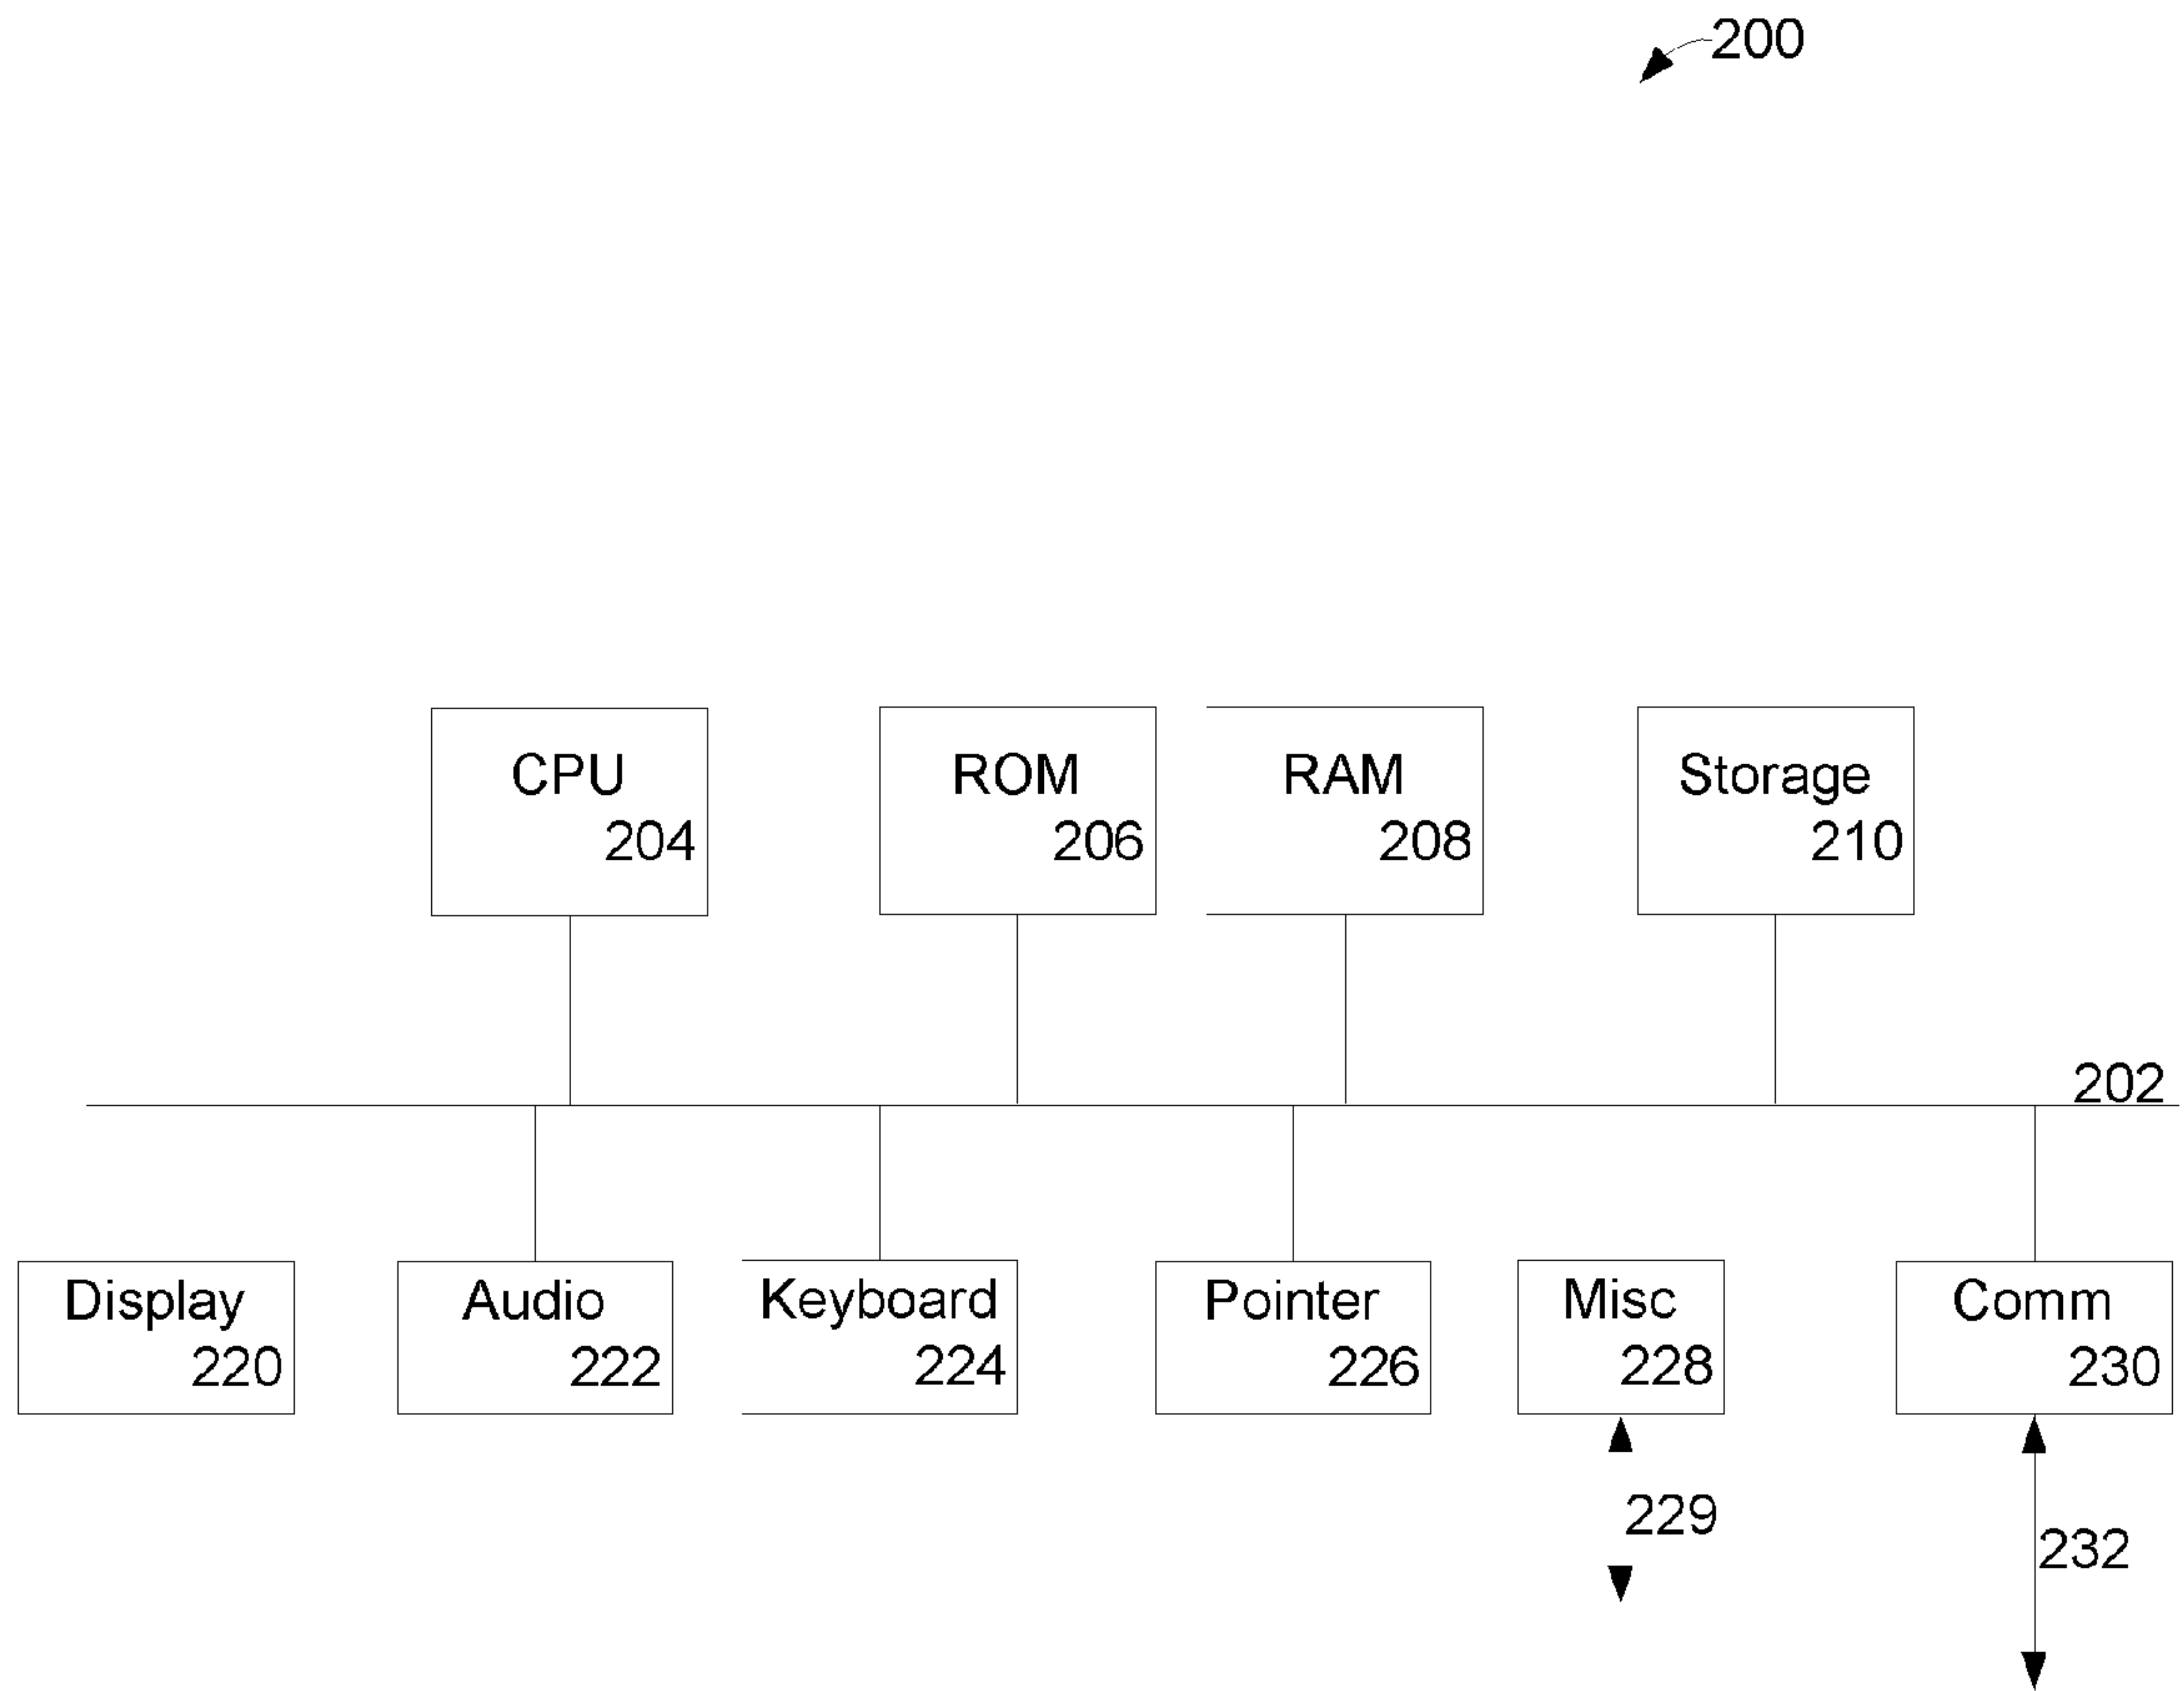 200
CPU
204
ROM
206
RAM
208
Storage
210
202
Display
220
Audio
222
Keyboard
224
Pointer
226
Misc
228
Comm
230
229
232